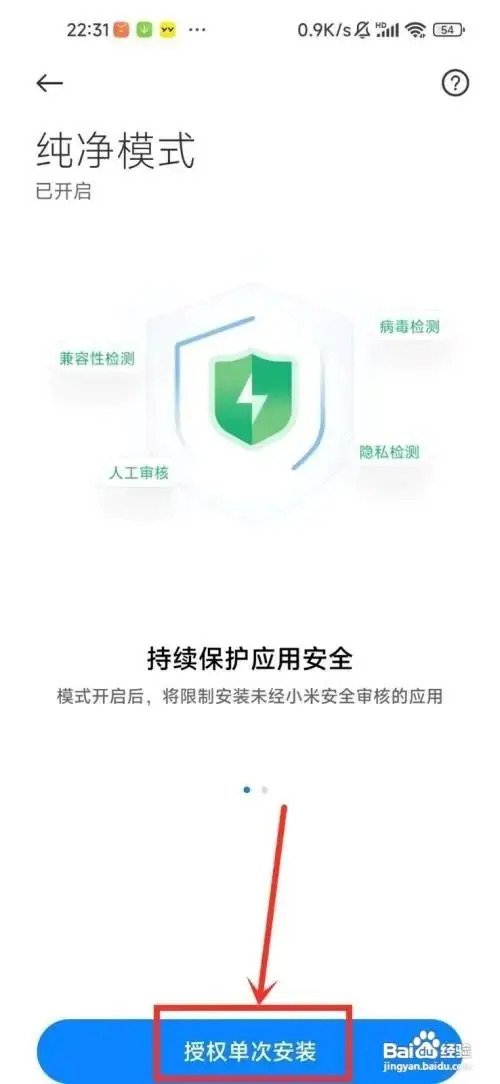 22:31
0.9K/s
HD
54
纯净模式
已开启
病毒检测
兼容性检测
隐私检测
人工审核
持续保护应用安全
模式开启后，将限制安装未经小米安全审核的应用
授权单次安装
Bai du 经验
jingyan.baidu.com